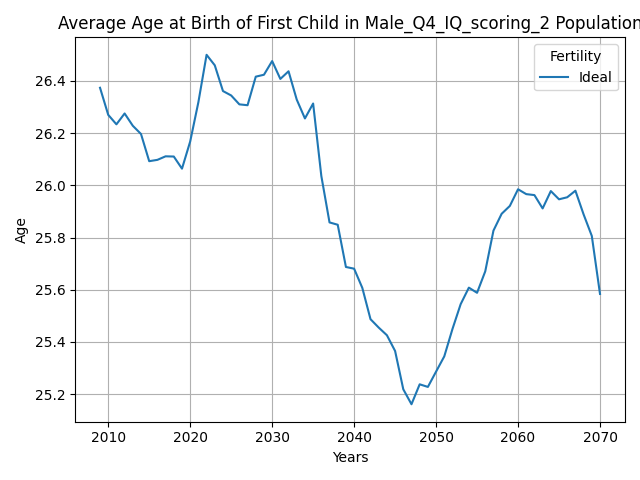 Average Age at Birth of First Child in Male_Q4_IQ_scoring_2 Population
Fertility
Ideal
Age
26.4
26.2
26.0
25.8
25.6
25.4
25.2
2010 2020 2030 2040 2050 2060 2070
Years